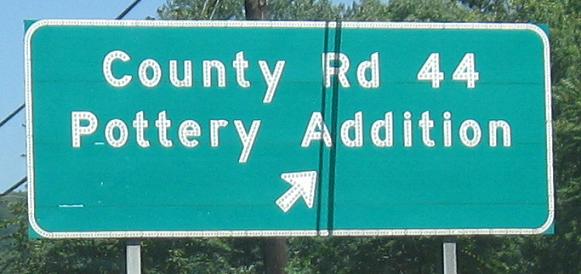 County Rd 44
Pottery Addition